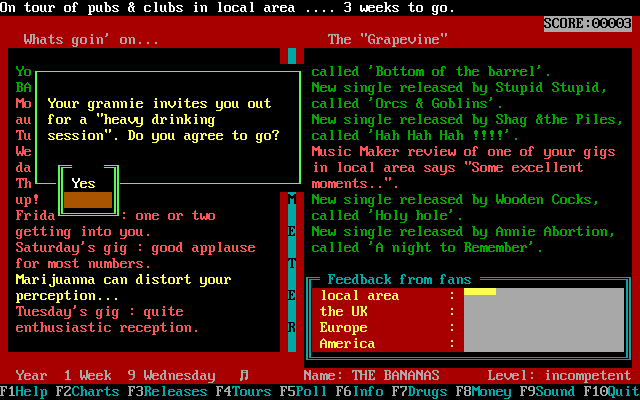 On tour of pubs & clubs in local area .... 3 weeks to go.
SCORE:00003
Whats goin' on...
Yo
BA
Mo
au
Tu
We
da
Th
up!
Your grannie invites you out
for a "heavy drinking
session". Do you agree to go?
Yes
Frida : one or two
getting into you.
Saturday's gig : good applause
for most numbers.
Marijuanna can distort your
perception...
Tuesday's gig : quite
enthusiastic reception.
M
E
T
E
R
The "Grapevine"
called 'Bottom of the barrel'.
New single released by Stupid Stupid,
called 'Orcs & Goblins'.
New single released by Shag &the Piles,
called 'Hah Hah Hah !!!!'.
Music Maker review of one of your gigs
in local area says "Some excellent
moments..".
New single released by Wooden Cocks,
called 'Holy hole'.
New single released by Annie Abortion,
called 'A night to Remember'.
Feedback from fans
local area :
the UK :
Europe :
America :
Year 1 Week 9 Wednesday ♫
Name: THE BANANAS Level: incompetent
F1Help F2Charts F3Releases F4Tours F5Poll F6Info F7Drugs F8Money F9Sound F10Quit